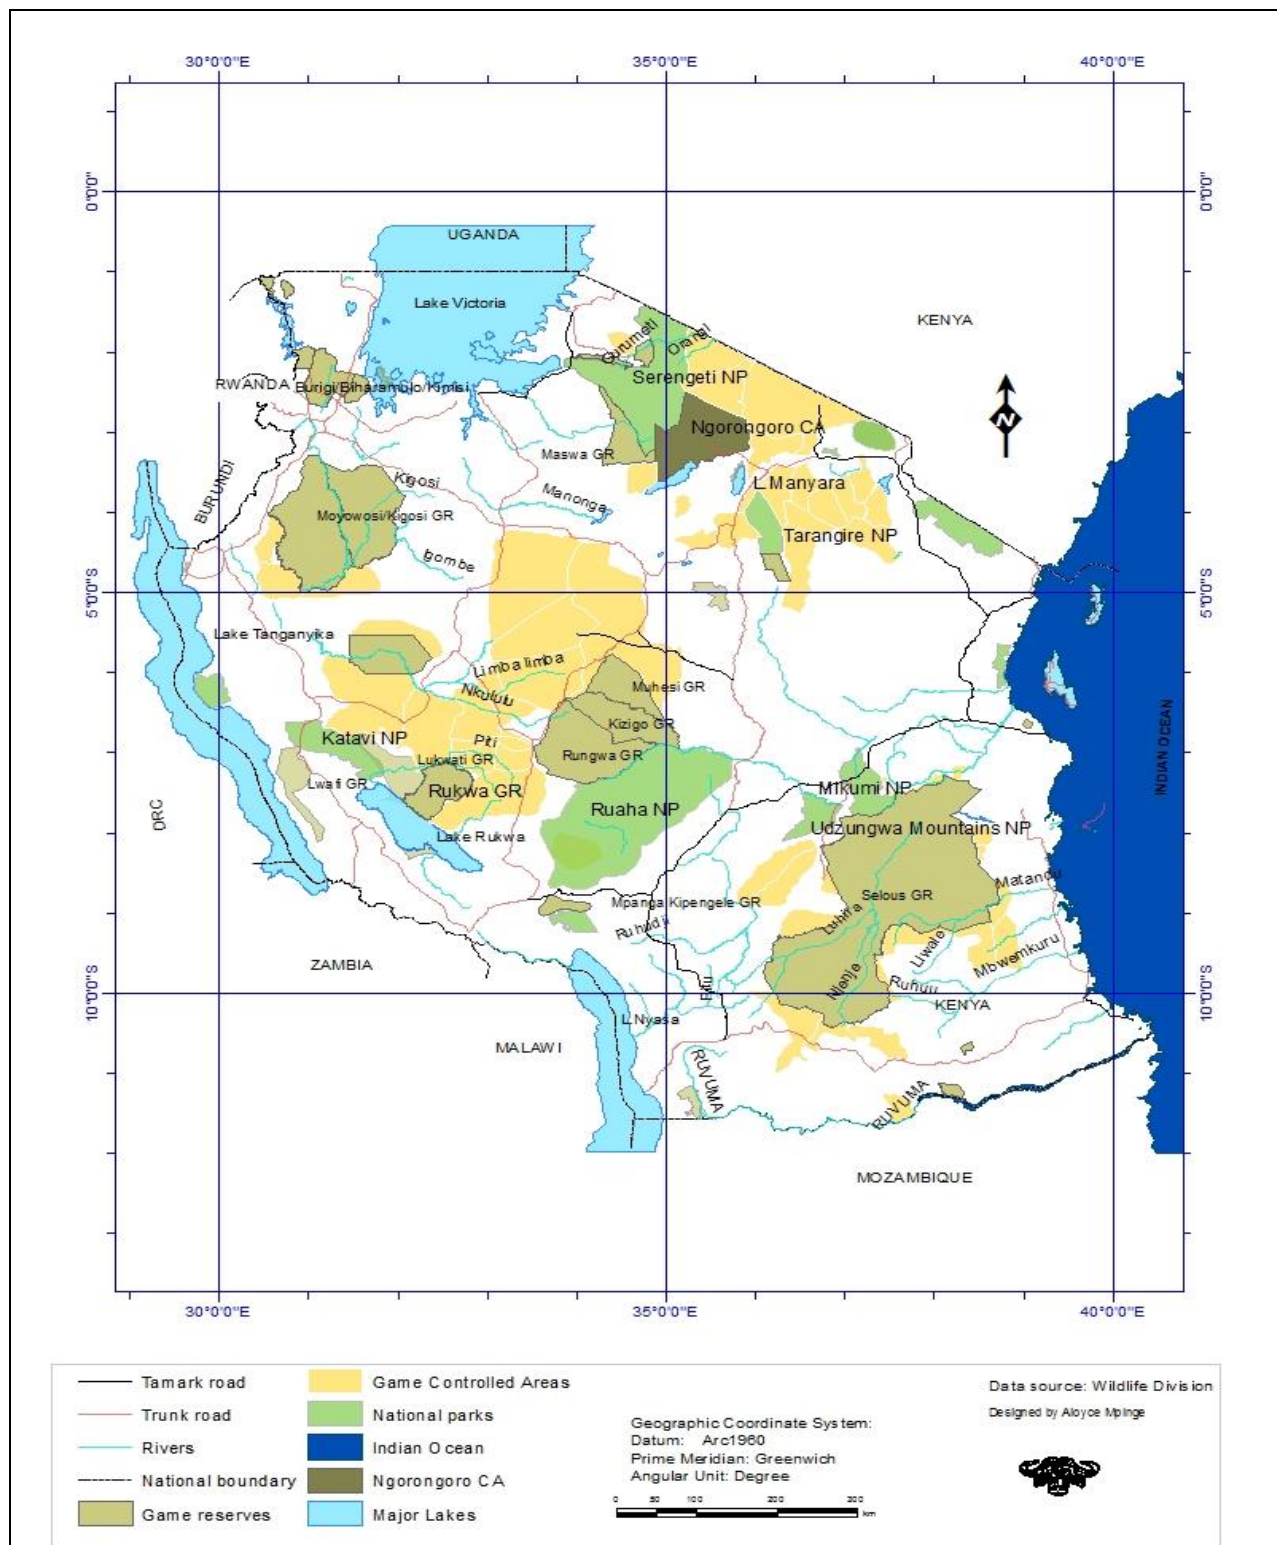 30°0'0"E 35°0'0"E 40°0'0"E
0°0'0" 0°0'0"
UGANDA
Lake Victoria
KENYA
Gurumeti
Orangi
RWANDA
Burigi/Biharamulo/Kimisi
Serengeti NP
Ngorongoro CA
N
Maswa GR
Kigosi
L Manyara
BURUNDI
Manonga
Moyowosi/Kigosi GR
Tarangire NP
Igombe
5°0'0"S 5°0'0"S
Lake Tanganyika
Limba limba
Muhesi GR
Nkululu
Kizigo GR
Katavi NP
Piti
Rungwa GR
Lukwati GR
INDIAN OCEAN
Lwafi GR
Rukwa GR
Mikumi NP
Ruaha NP
DRC
Udzungwa Mountains NP
Lake Rukwa
Matandu
Selous GR
Mpanga Kipengele GR
Ruhudji
Luhira
Liwale
Mbwemkuru
ZAMBIA
Njenje
Ruhuu
10°0'0"S 10°0'0"S
KENYA
L Nyasa
MALAWI
RUVUMA
RUVUMA
MOZAMBIQUE
30°0'0"E 35°0'0"E 40°0'0"E
Tamark road
Trunk road
Rivers
National boundary
Game reserves
Game Controlled Areas
National parks
Indian Ocean
Ngorongoro CA
Major Lakes
Geographic Coordinate System:
Datum: Arc1960
Prime Meridian: Greenwich
Angular Unit: Degree
0 50 100 200 300
km
Data source: Wildlife Division
Designed by Aloyce Mpinge